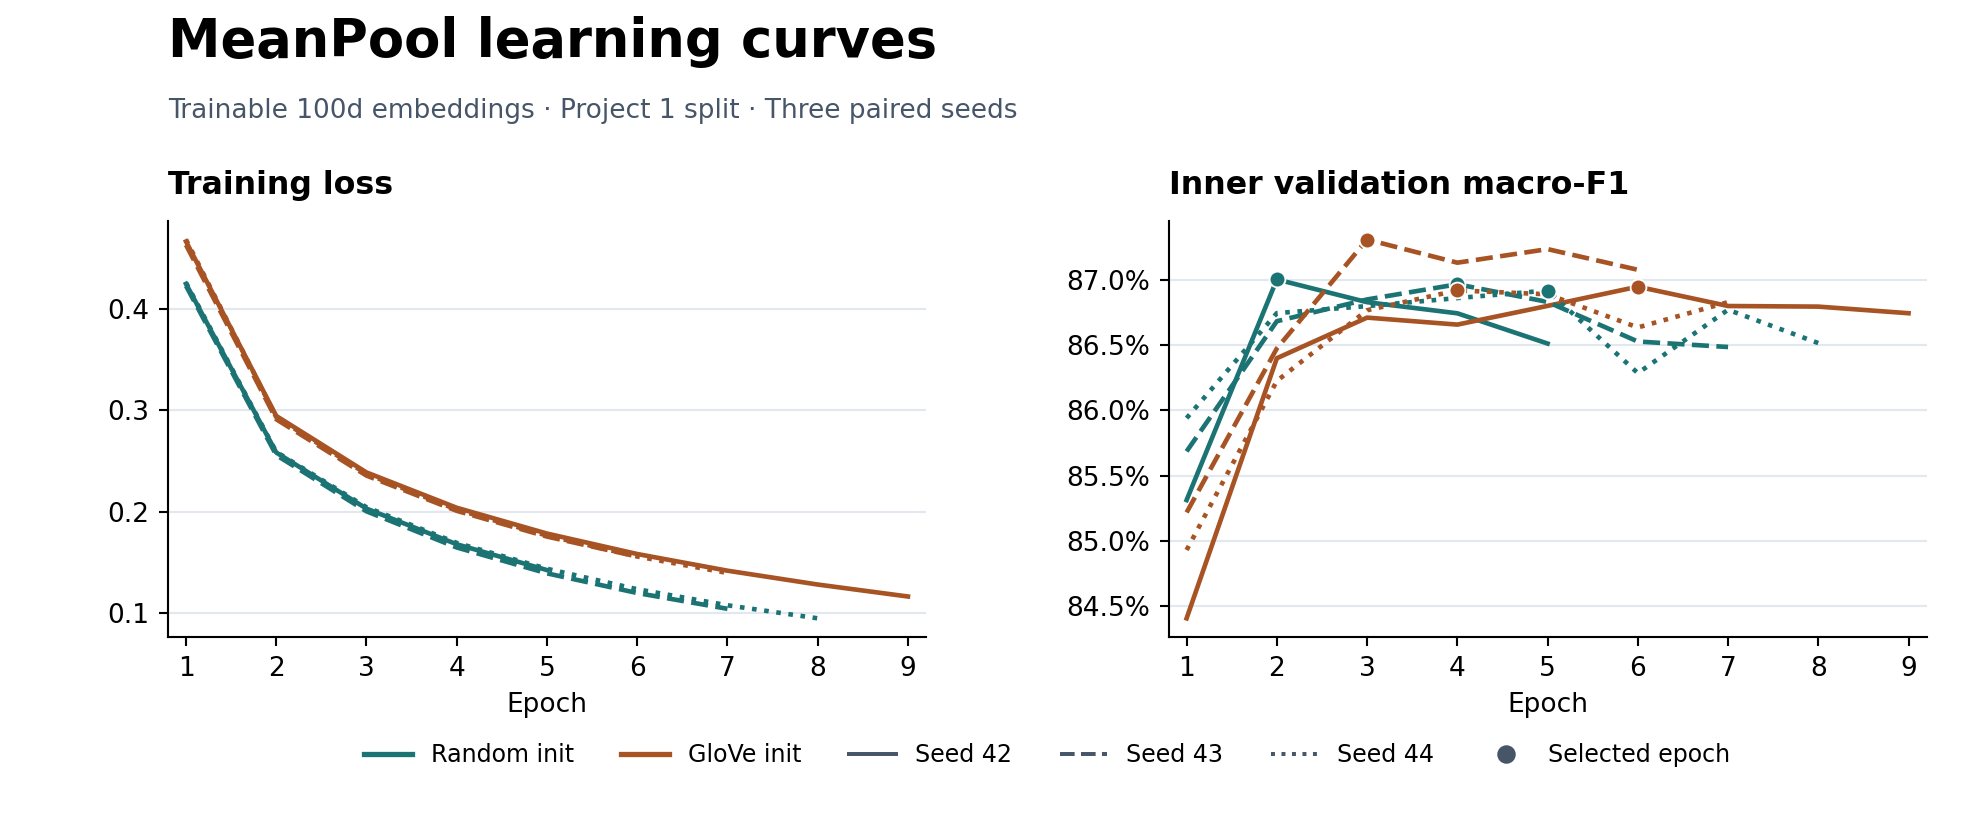 MeanPool learning curves
Trainable 100d embeddings · Project 1 split · Three paired seeds
Training loss
0.4
0.3
0.2
0.1
1 2 3 4 5 6 7 8 9
Epoch
Inner validation macro-F1
87.0%
86.5%
86.0%
85.5%
85.0%
84.5%
1 2 3 4 5 6 7 8 9
Epoch
Random init GloVe init Seed 42 Seed 43 Seed 44 Selected epoch